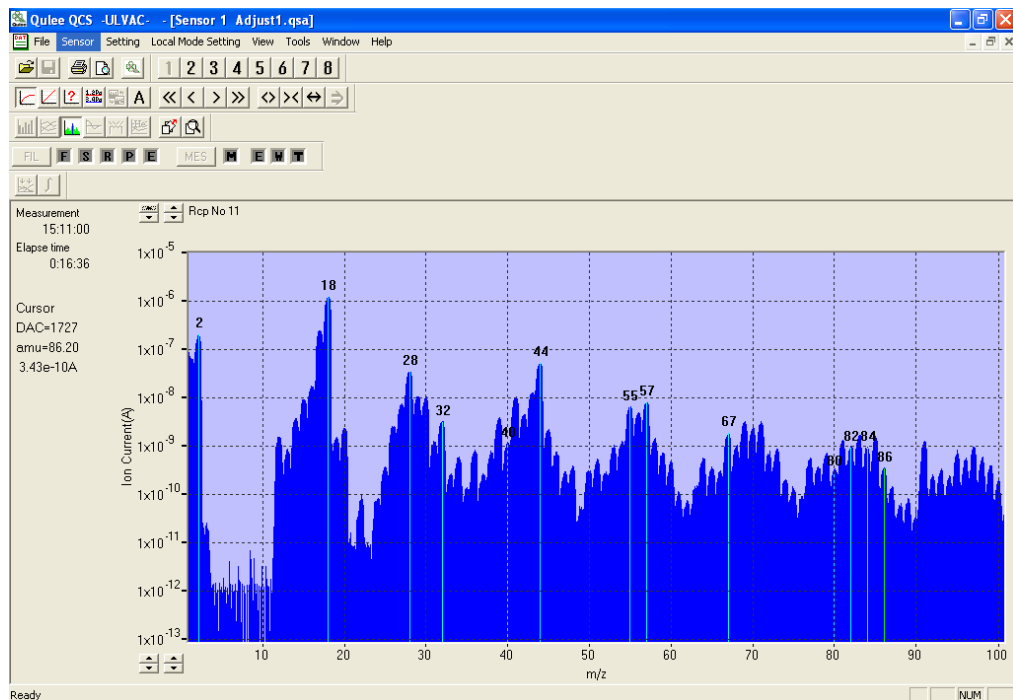 Qulee QCS -ULVAC- - [Sensor 1 Adjust1.qsa]
File Sensor Setting Local Mode Setting View Tools Window Help
1 2 3 4 5 6 7 8
A
FIL F S R P E MES M E W T
Measurement
15:11:00
Elapse time
0:16:36
Cursor
DAC=1727
amu=86.20
3.43e-10A
Rcp No 11
Ion Current(A)
1x10-5
1x10-6
1x10-7
1x10-8
1x10-9
1x10-10
1x10-11
1x10-12
1x10-13
2 18 28 32 40 44 55 57 67 80 82 84 86
10 20 30 40 50 60 70 80 90 100
m/z
Ready NUM